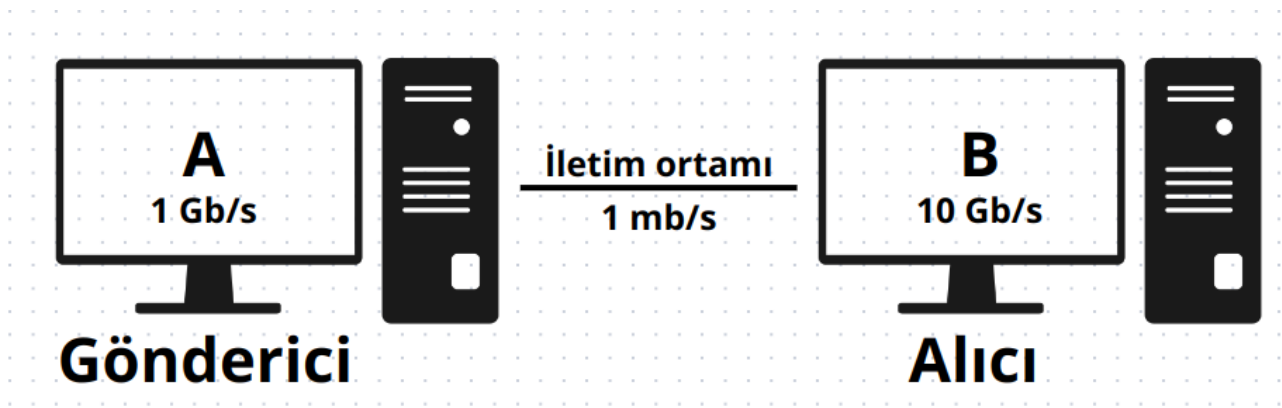 A
1 Gb/s
Gönderici
İletim ortamı
1 mb/s
B
10 Gb/s
Alıcı